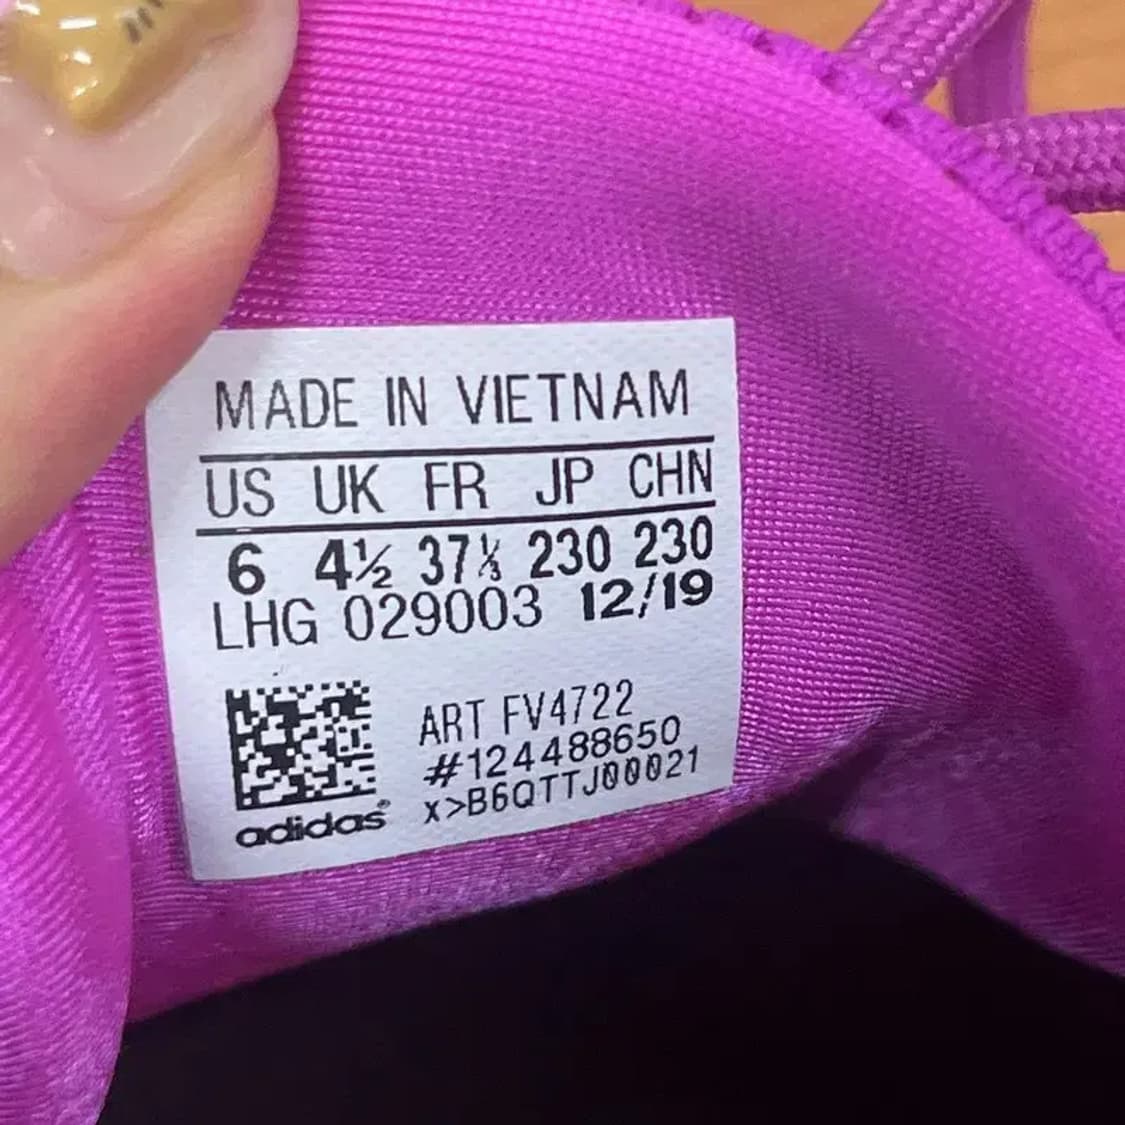 MADE IN VIETNAM
US UK FR JP CHN
6 4½ 37⅓ 230 230
LHG 029003 12/19
ART FV4722
#124488650
x>B6QTTJ00021
adidas®